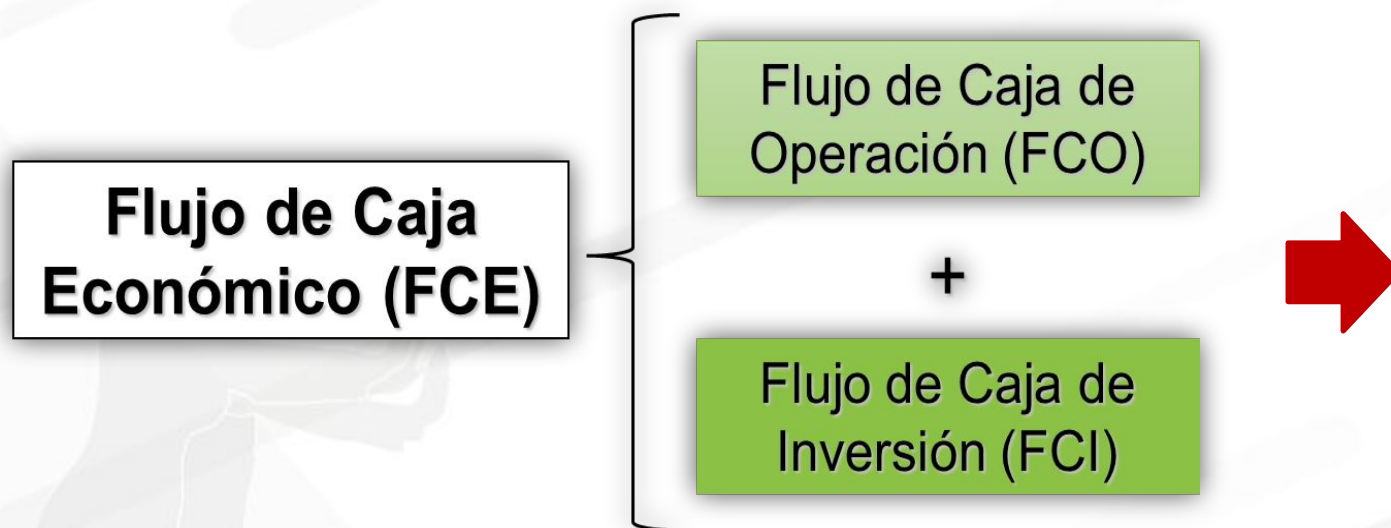 Flujo de Caja
Económico (FCE)
Flujo de Caja de
Operación (FCO)
+
Flujo de Caja de
Inversión (FCI)